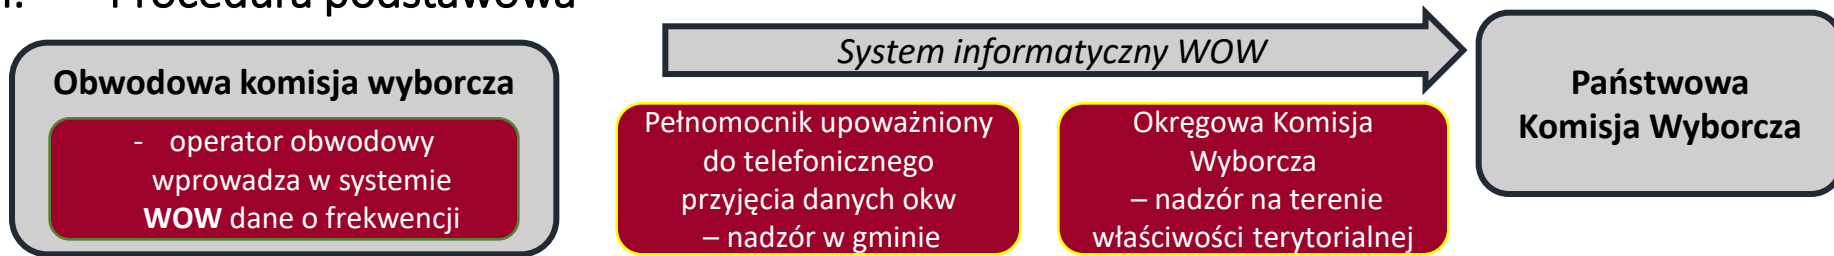 Procedura podstawowa
Obwodowa komisja wyborcza
- operator obwodowy
wprowadza w systemie
WOW dane o frekwencji
System informatyczny WOW
Pełnomocnik upoważniony
do telefonicznego
przyjęcia danych okw
– nadzór w gminie
Okręgowa Komisja
Wyborcza
– nadzór na terenie
właściwości terytorialnej
Państwowa
Komisja Wyborcza